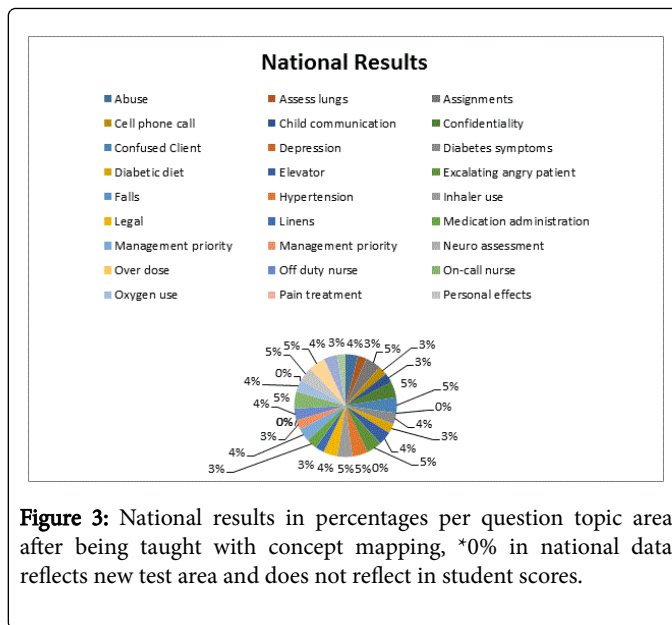 National Results
Abuse Assess lungs Assignments
Cell phone call Child communication Confidentiality
Confused Client Depression Diabetes symptoms
Diabetic diet Elevator Excalating angry patient
Falls Hypertension Inhaler use
Legal Linens Medication administration
Management priority Management priority Neuro assessment
Over dose Off duty nurse On-call nurse
Oxygen use Pain treatment Personal effects
5% 5% 4% 3% 4% 3% 5% 3%
0% 3%
4% 5% 5%
5% 0%
4% 4%
0% 3%
3%
4% 4%
3% 3% 4% 5% 5% 0% 5%
Figure 3: National results in percentages per question topic area
after being taught with concept mapping, *0% in national data
reflects new test area and does not reflect in student scores.